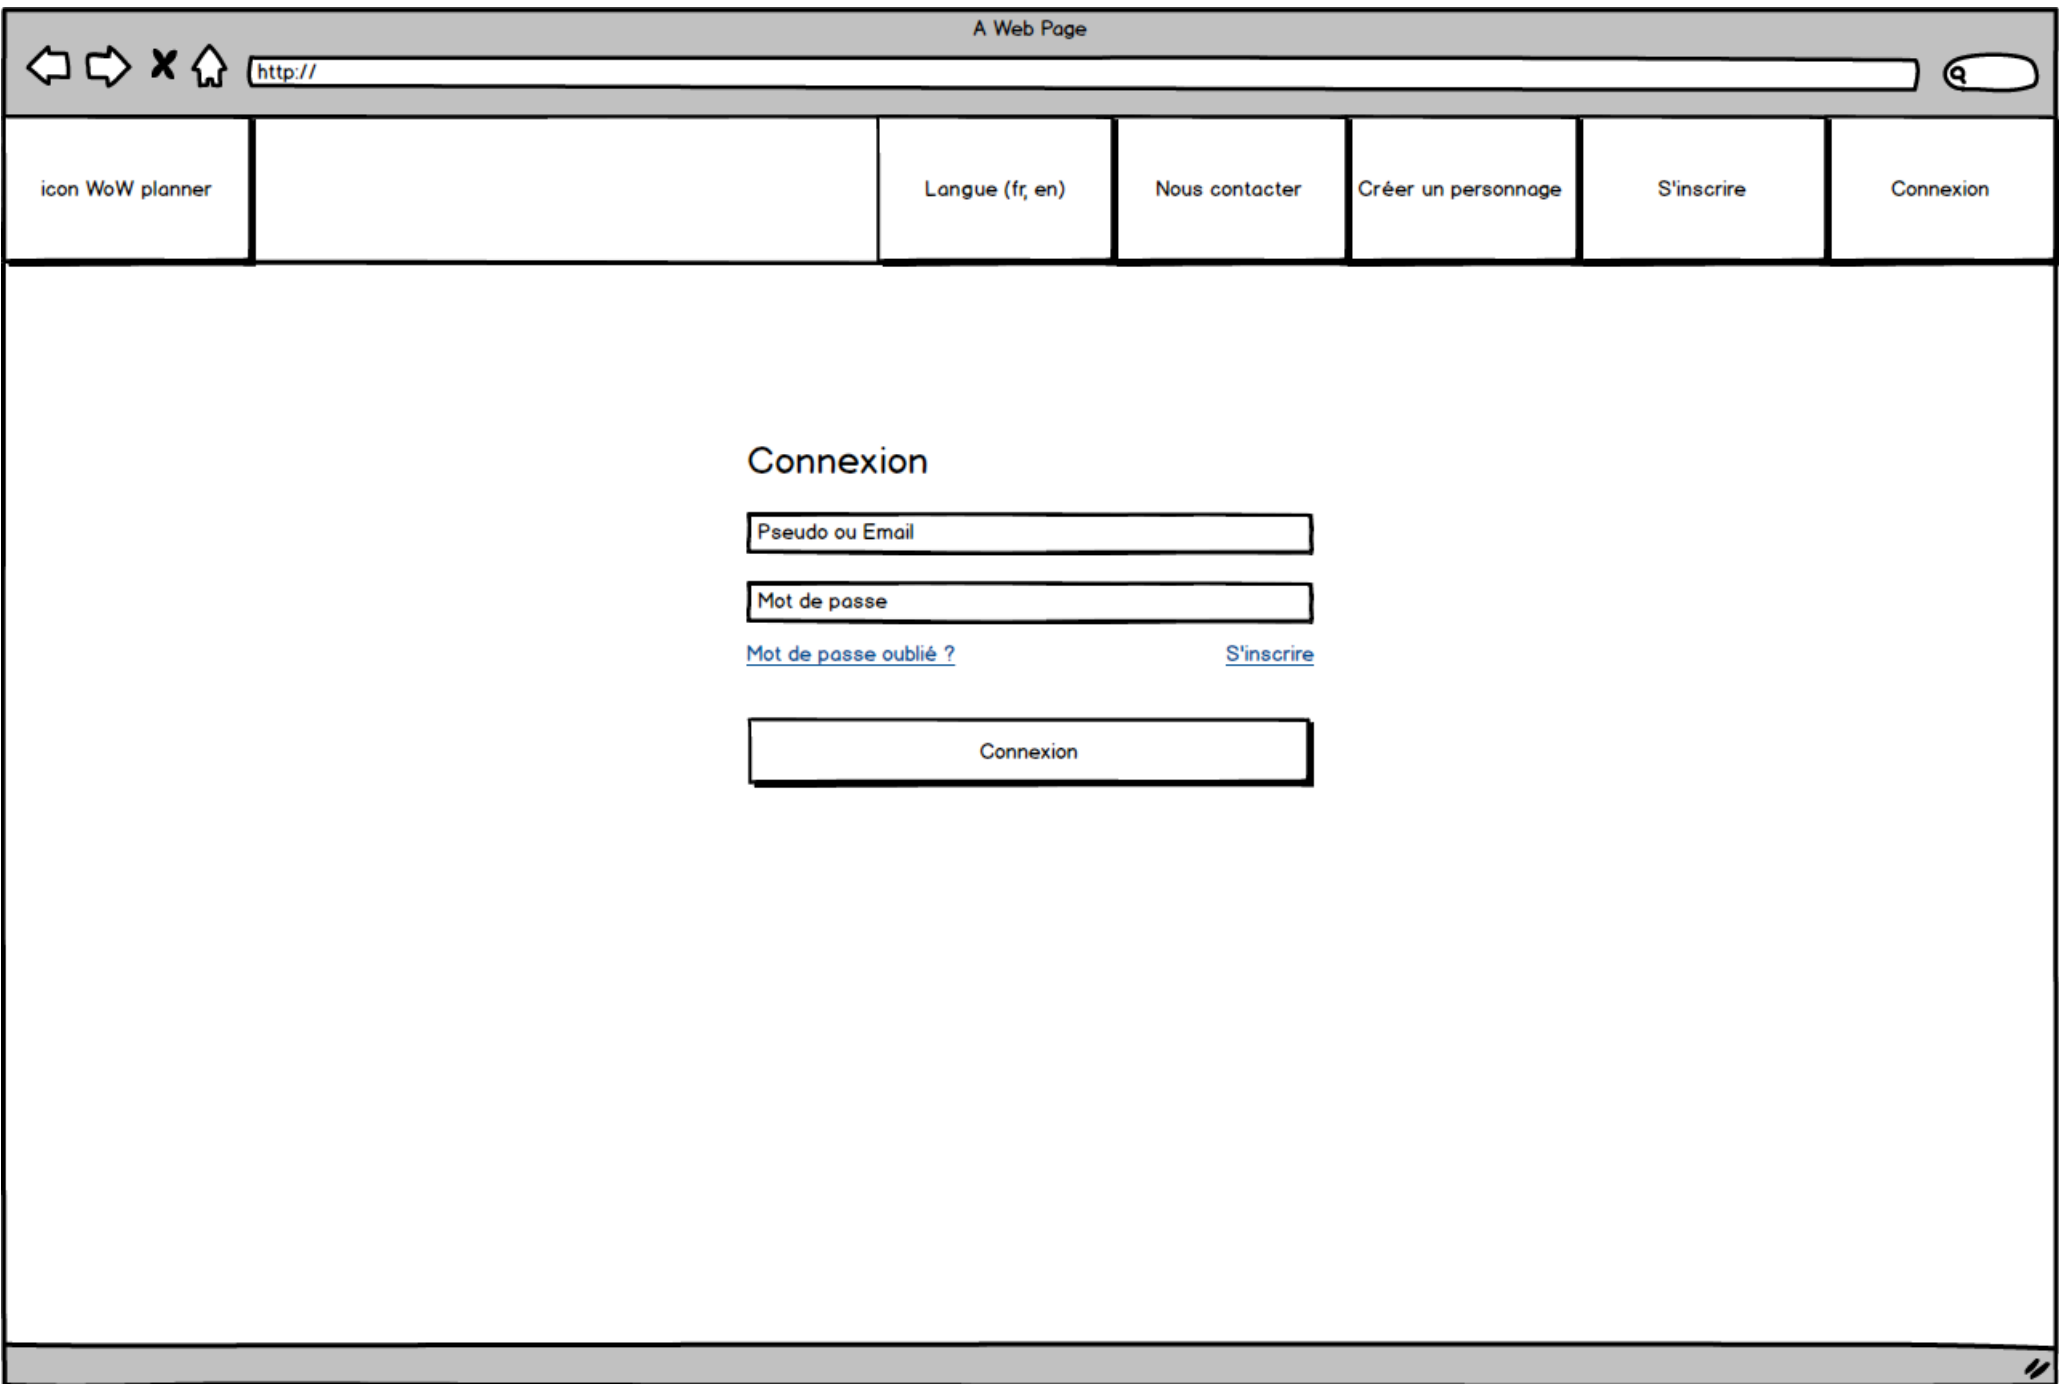 A Web Page
http://
icon WoW planner
Langue (fr, en)
Nous contacter
Créer un personnage
S'inscrire
Connexion
Connexion
Pseudo ou Email
Mot de passe
Mot de passe oublié ?
S'inscrire
Connexion